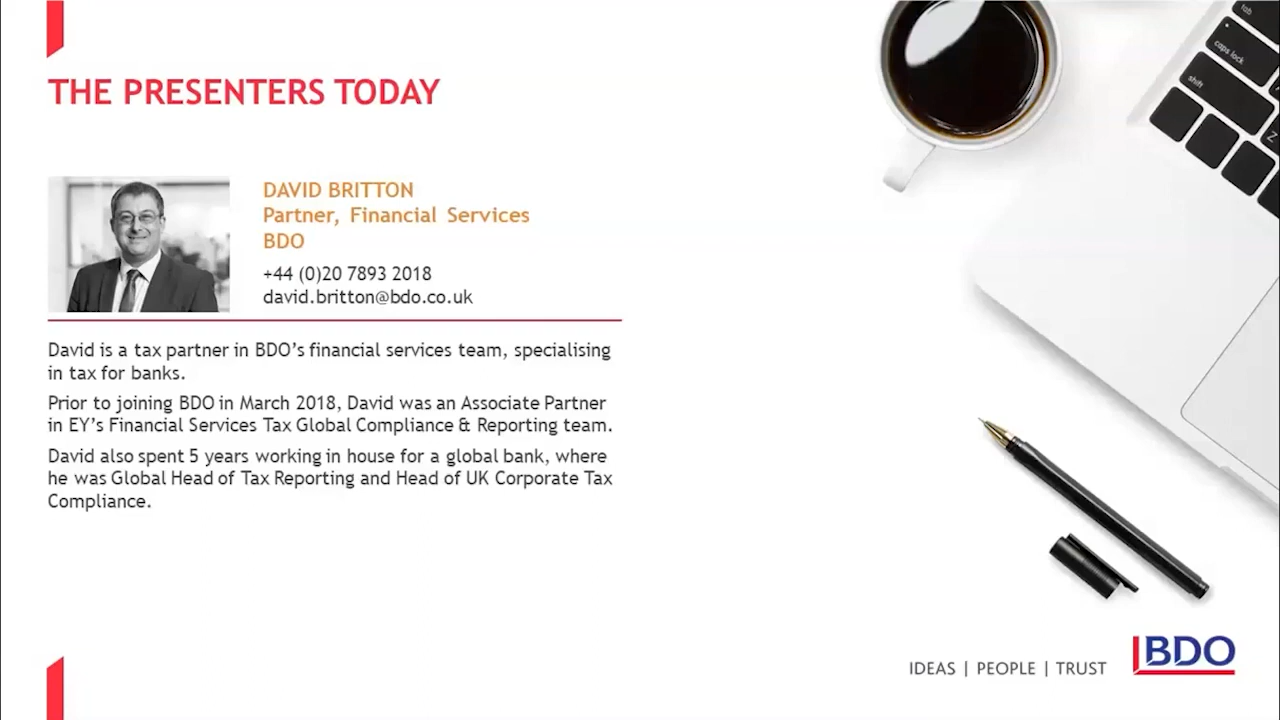 THE PRESENTERS TODAY
DAVID BRITTON
Partner, Financial Services
BDO
+44 (0)20 7893 2018
david.britton@bdo.co.uk
David is a tax partner in BDO’s financial services team, specialising
in tax for banks.
Prior to joining BDO in March 2018, David was an Associate Partner
in EY’s Financial Services Tax Global Compliance & Reporting team.
David also spent 5 years working in house for a global bank, where
he was Global Head of Tax Reporting and Head of UK Corporate Tax
Compliance.
tab
caps lock
shift
Z
IDEAS | PEOPLE | TRUST
BDO